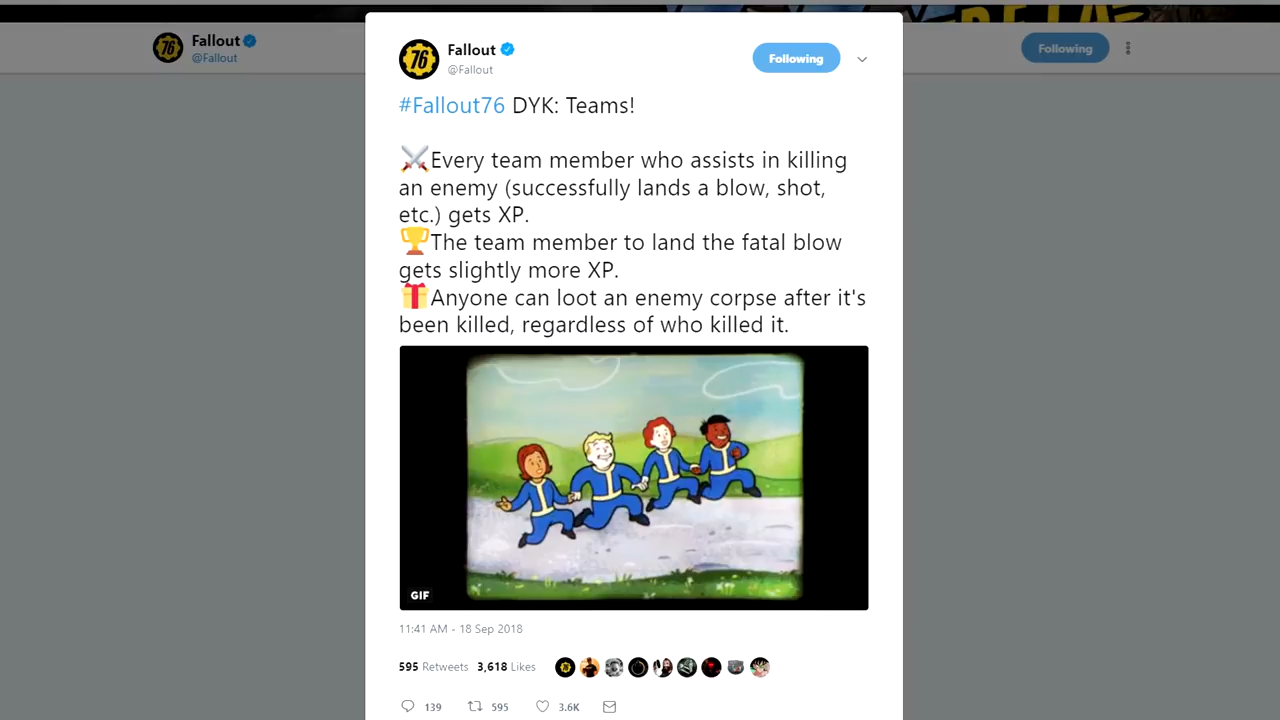 BETA
Fallout
@Fallout
Following
76
Fallout
@Fallout
Following
#Fallout76 DYK: Teams!
⚔️Every team member who assists in killing
an enemy (successfully lands a blow, shot,
etc.) gets XP.
🏆The team member to land the fatal blow
gets slightly more XP.
🎁Anyone can loot an enemy corpse after it's
been killed, regardless of who killed it.
GIF
11:41 AM - 18 Sep 2018
595 Retweets 3,618 Likes
139 595 3.6K